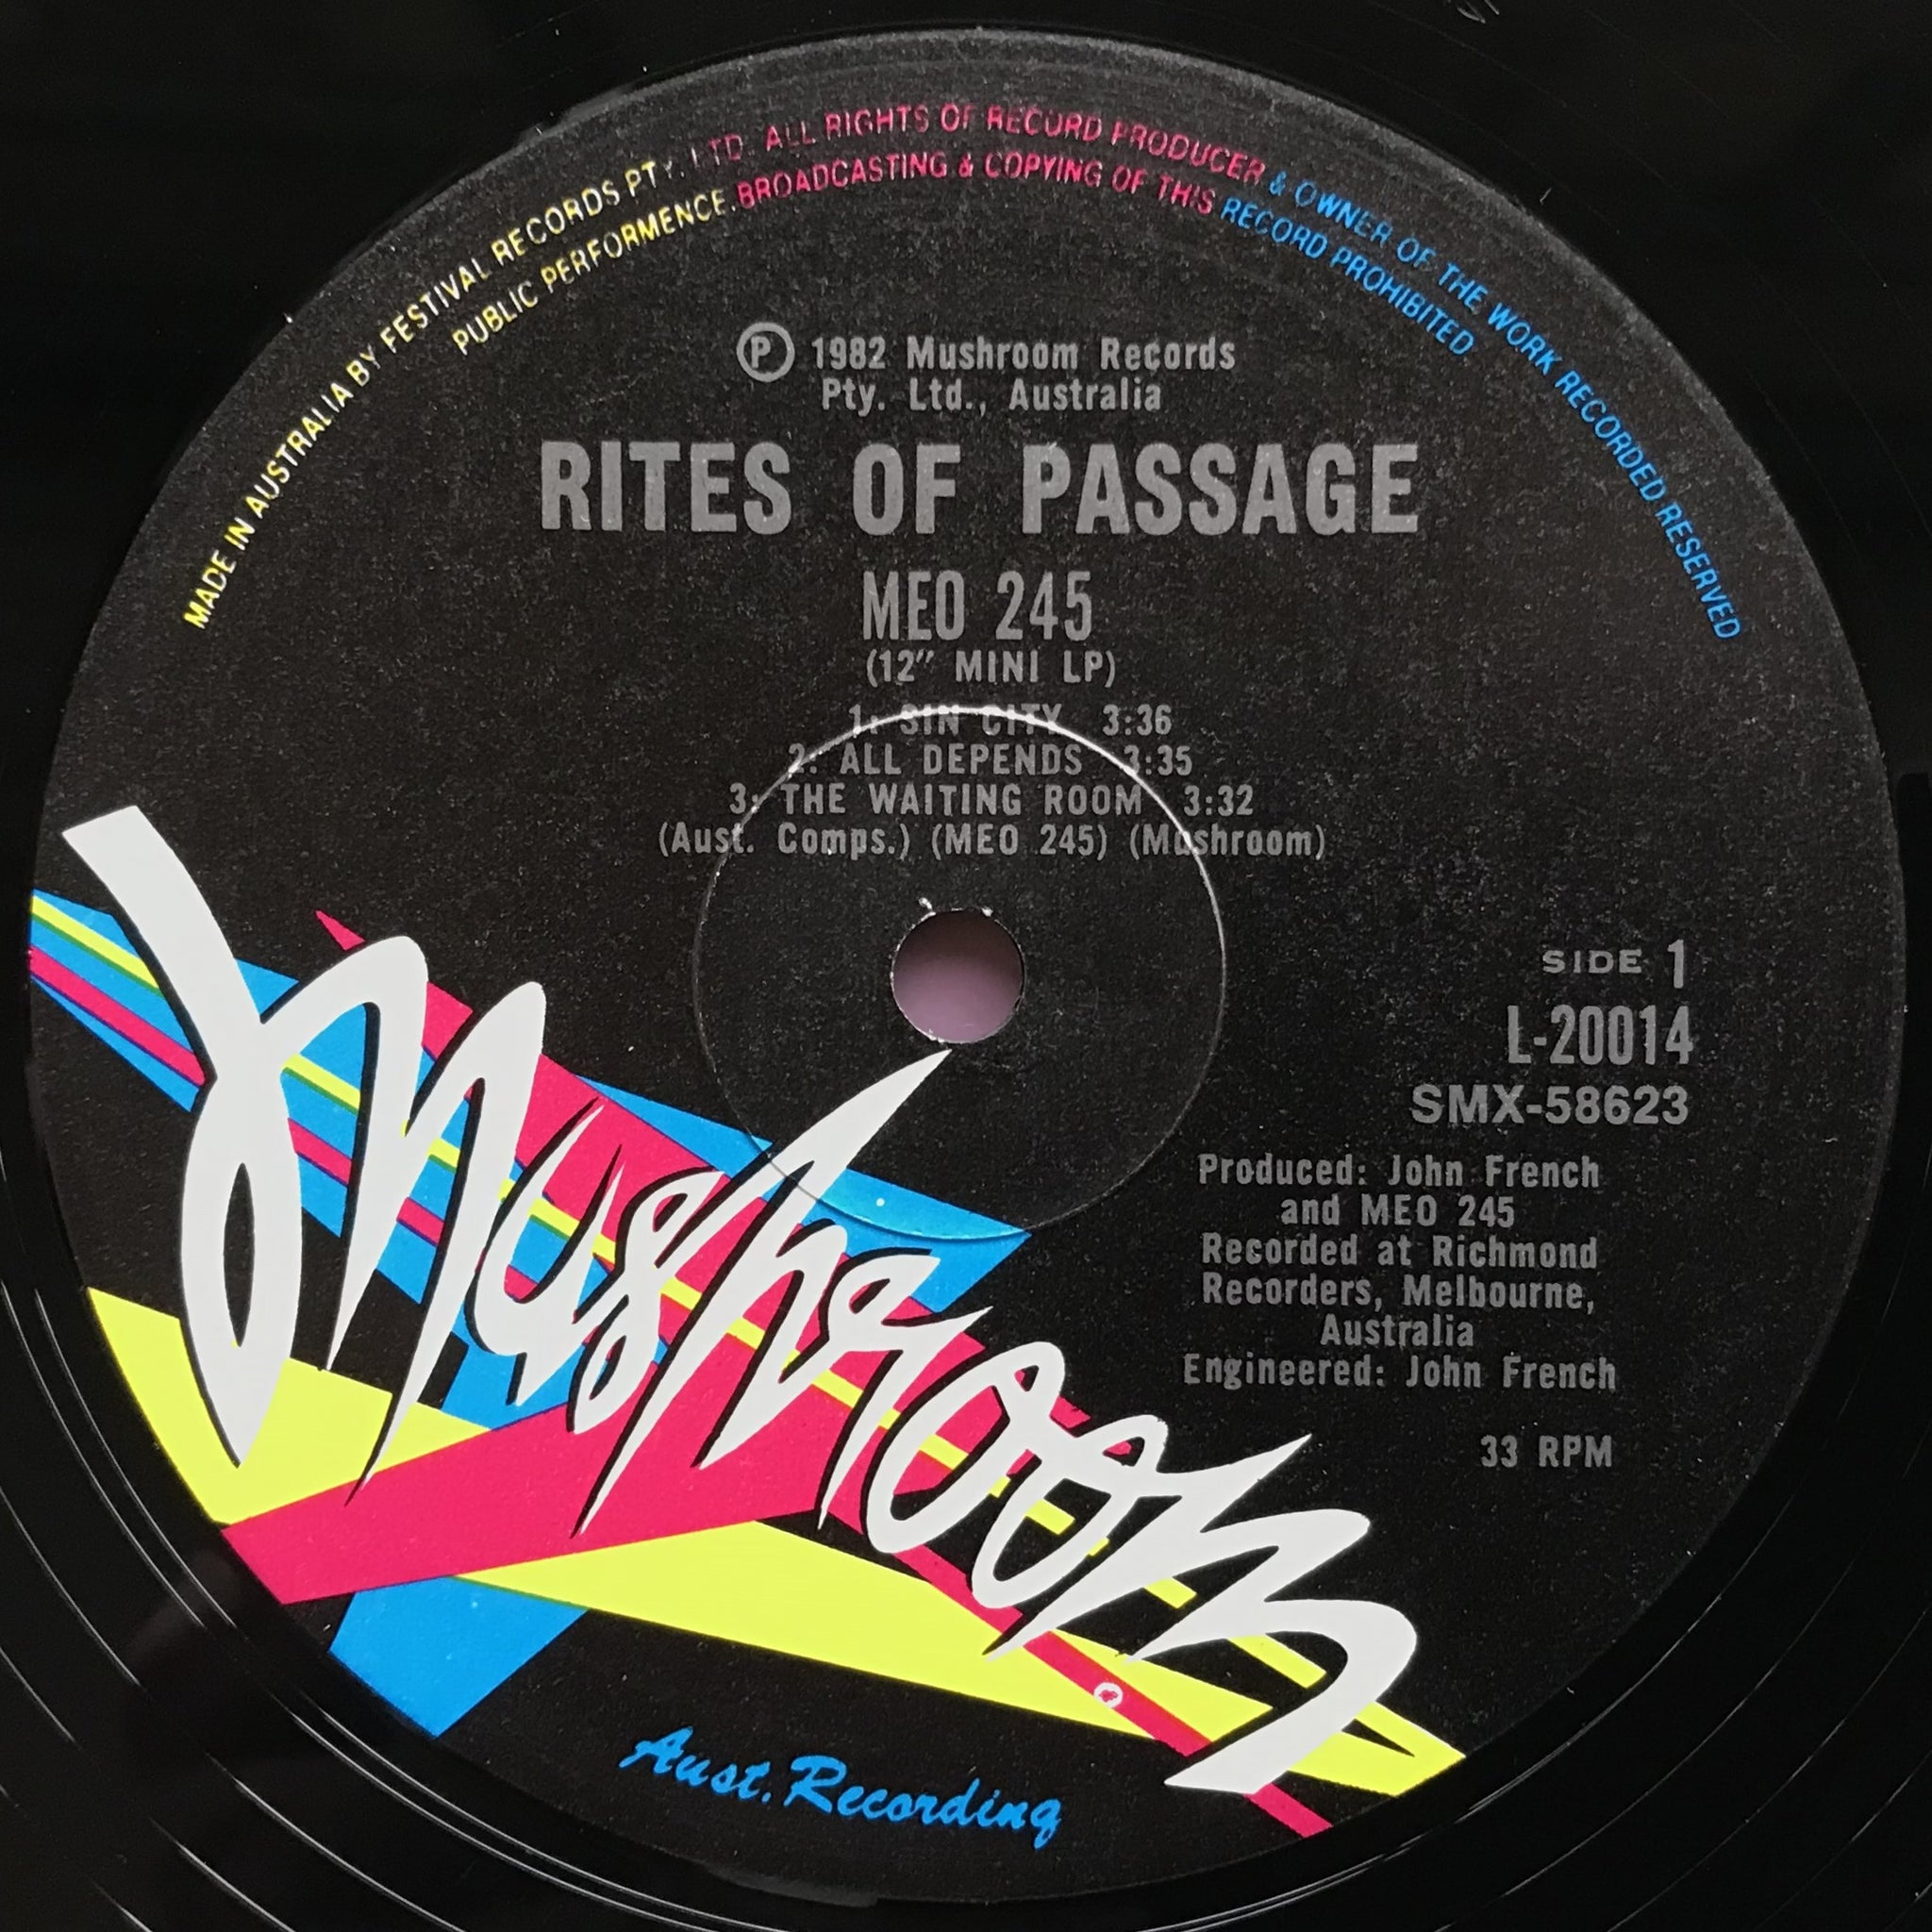 MADE IN AUSTRALIA BY FESTIVAL RECORDS PTY. LTD. ALL RIGHTS OF RECORD PRODUCER & OWNER OF THE WORK RECORDED RESERVED
PUBLIC PERFORMENCE. BROADCASTING & COPYING OF THIS RECORD PROHIBITED
Ⓟ 1982 Mushroom Records
Pty. Ltd., Australia
RITES OF PASSAGE
MEO 245
(12" MINI LP)
1: SIN CITY 3:36
2: ALL DEPENDS 3:35
3: THE WAITING ROOM 3:32
(Aust. Comps.) (MEO 245) (Mushroom)
SIDE 1
L-20014
SMX-58623
Produced: John French
and MEO 245
Recorded at Richmond
Recorders, Melbourne,
Australia
Engineered: John French
33 RPM
Mushroom
Aust. Recording